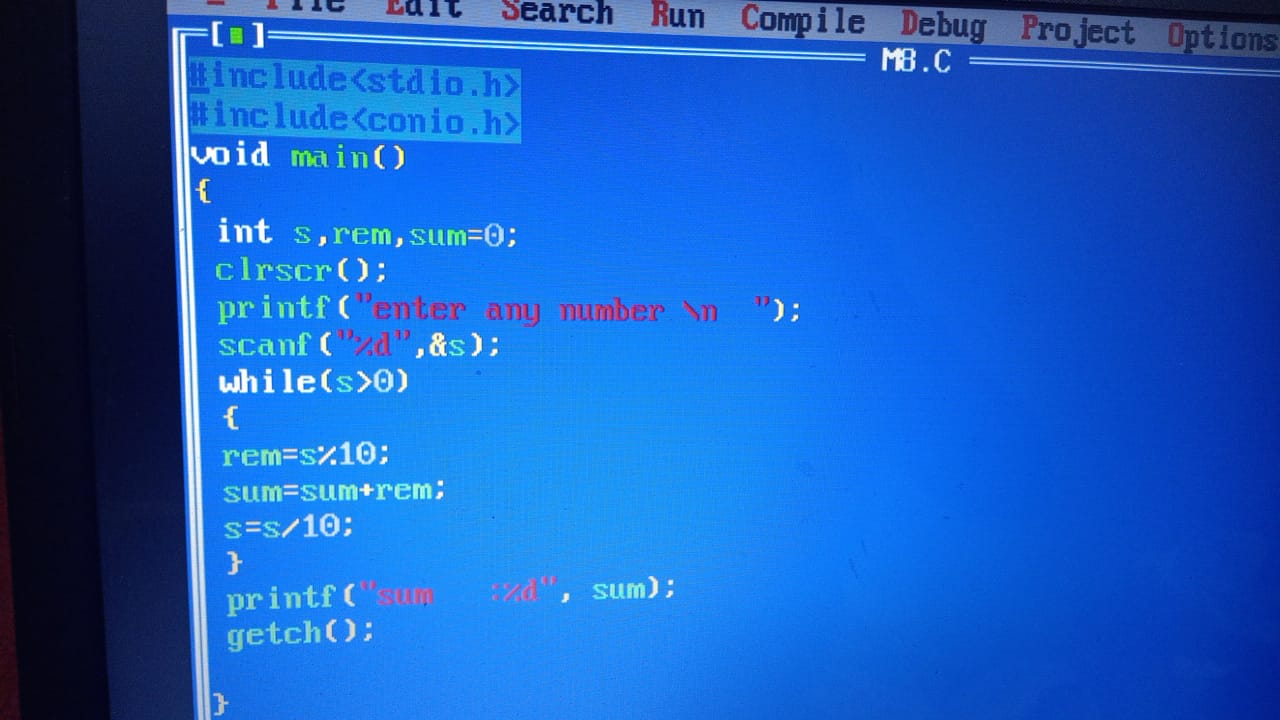 File Edit Search Run Compile Debug Project Options
[■] M8.C
#include<stdio.h>
#include<conio.h>
void main()
{
int s,rem,sum=0;
clrscr();
printf("enter any number \n  ");
scanf("%d",&s);
while(s>0)
{
rem=s%10;
sum=sum+rem;
s=s/10;
}
printf("sum   :%d", sum);
getch();
}